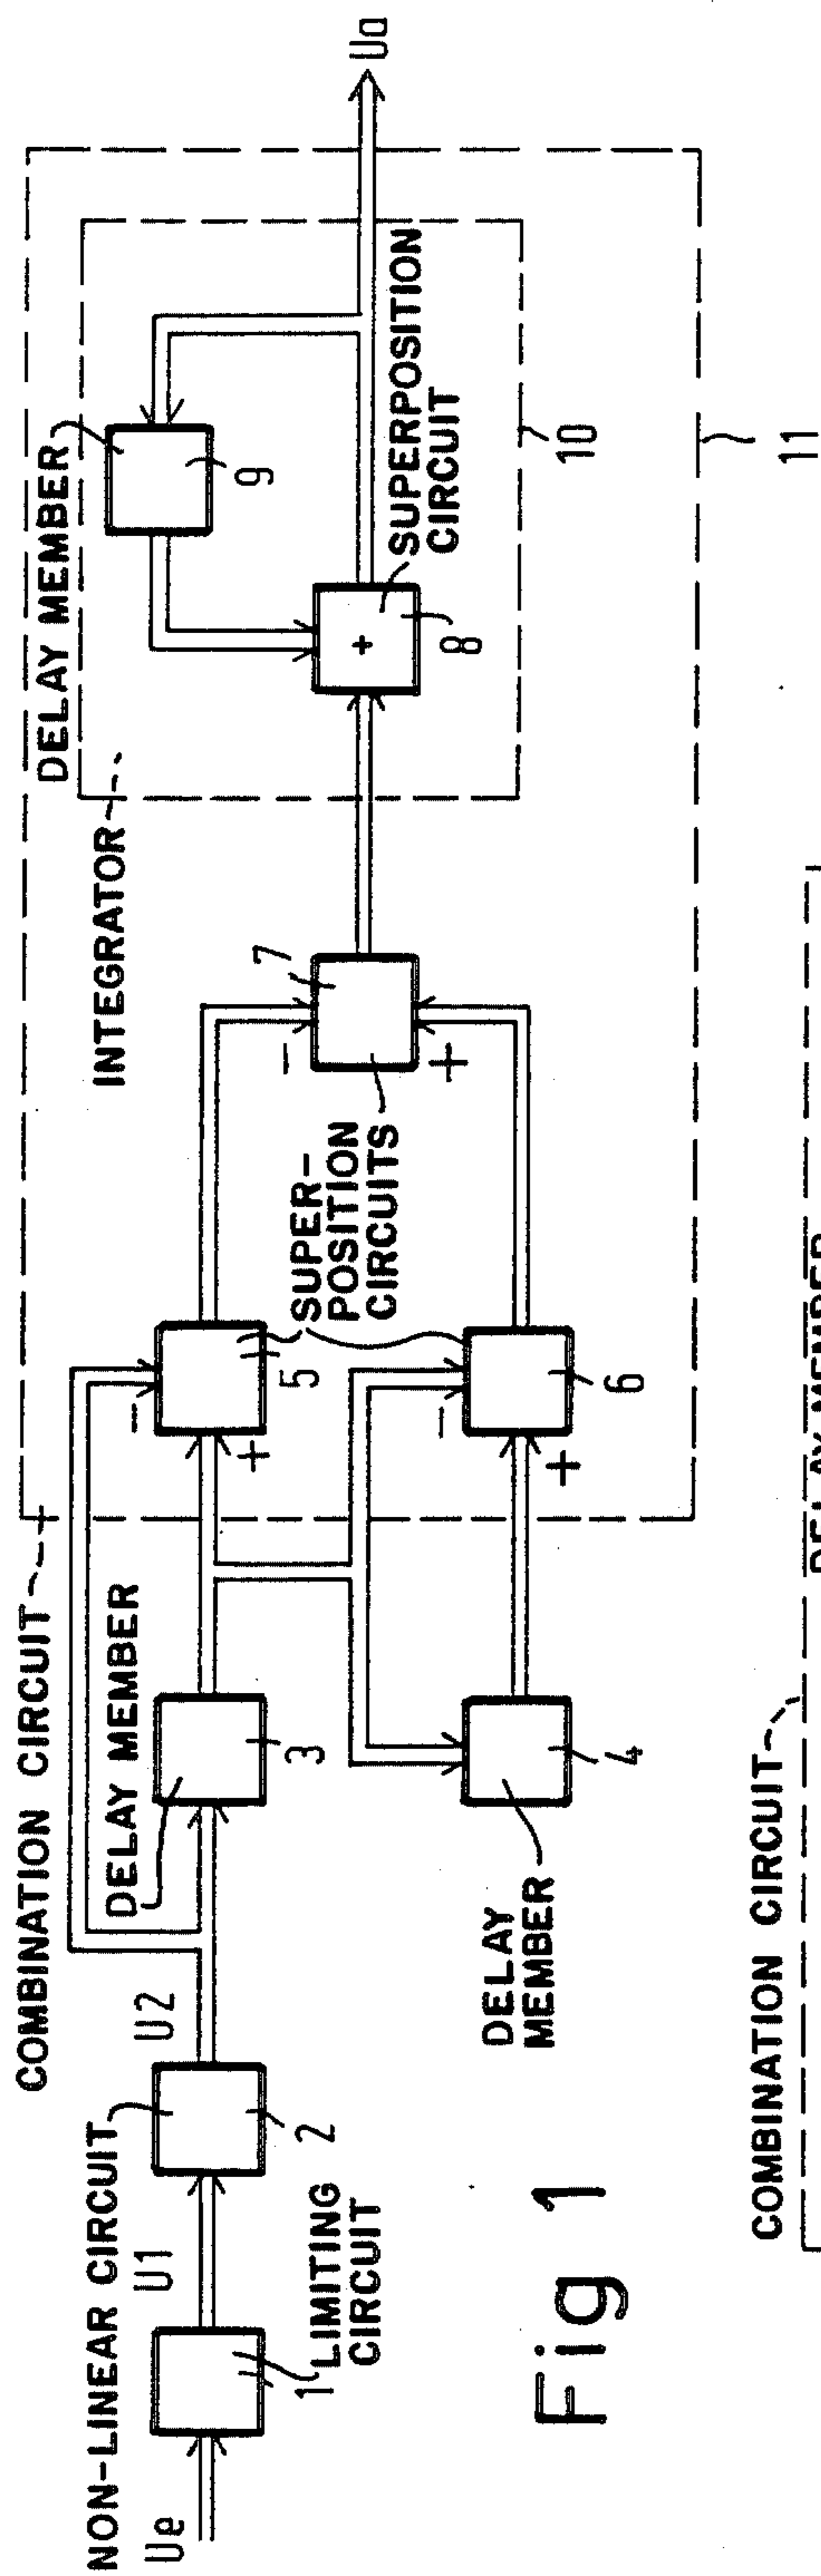 NON-LINEAR CIRCUIT
Ue
U1
U2
1
LIMITING
CIRCUIT
2
COMBINATION CIRCUIT
DELAY MEMBER
3
DELAY
MEMBER
4
-
+
5
-
+
6
SUPER-
POSITION
CIRCUITS
-
+
7
INTEGRATOR
DELAY MEMBER
9
+
8
SUPERPOSITION
CIRCUIT
10
11
Ua
Fig 1
COMBINATION CIRCUIT
DELAY MEMBER